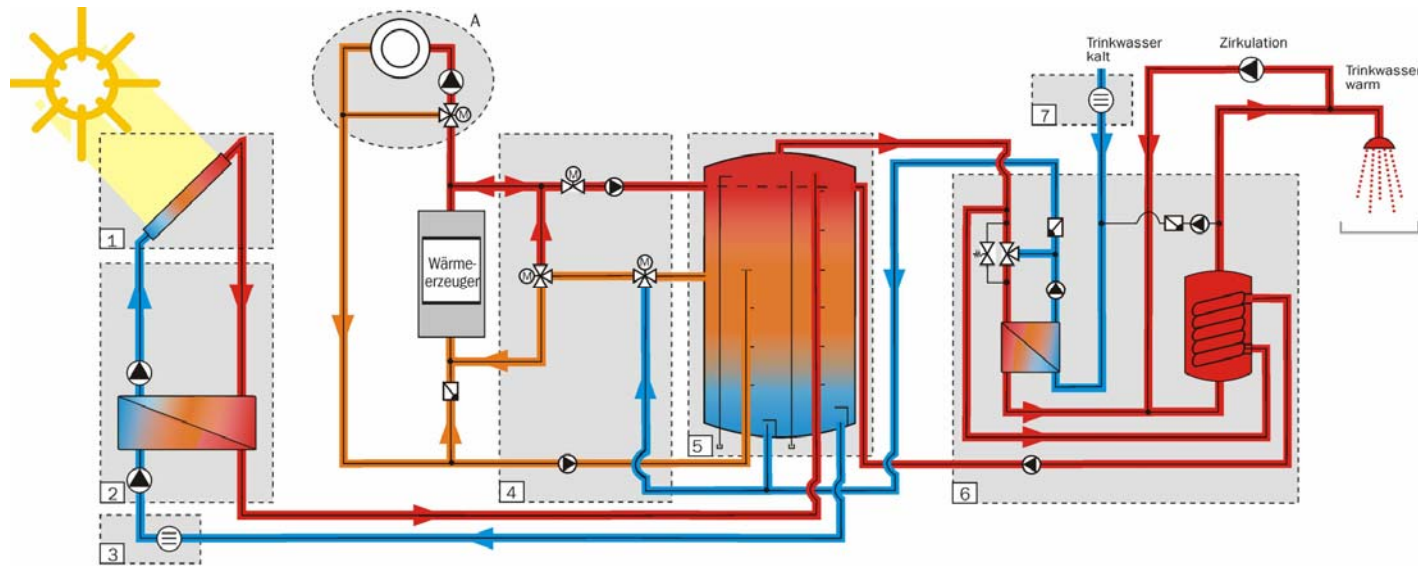 A
Trinkwasser
kalt
Zirkulation
Trinkwasser
warm
7
M
1
M
M
M
Wärme-
erzeuger
5
2
4
6
3